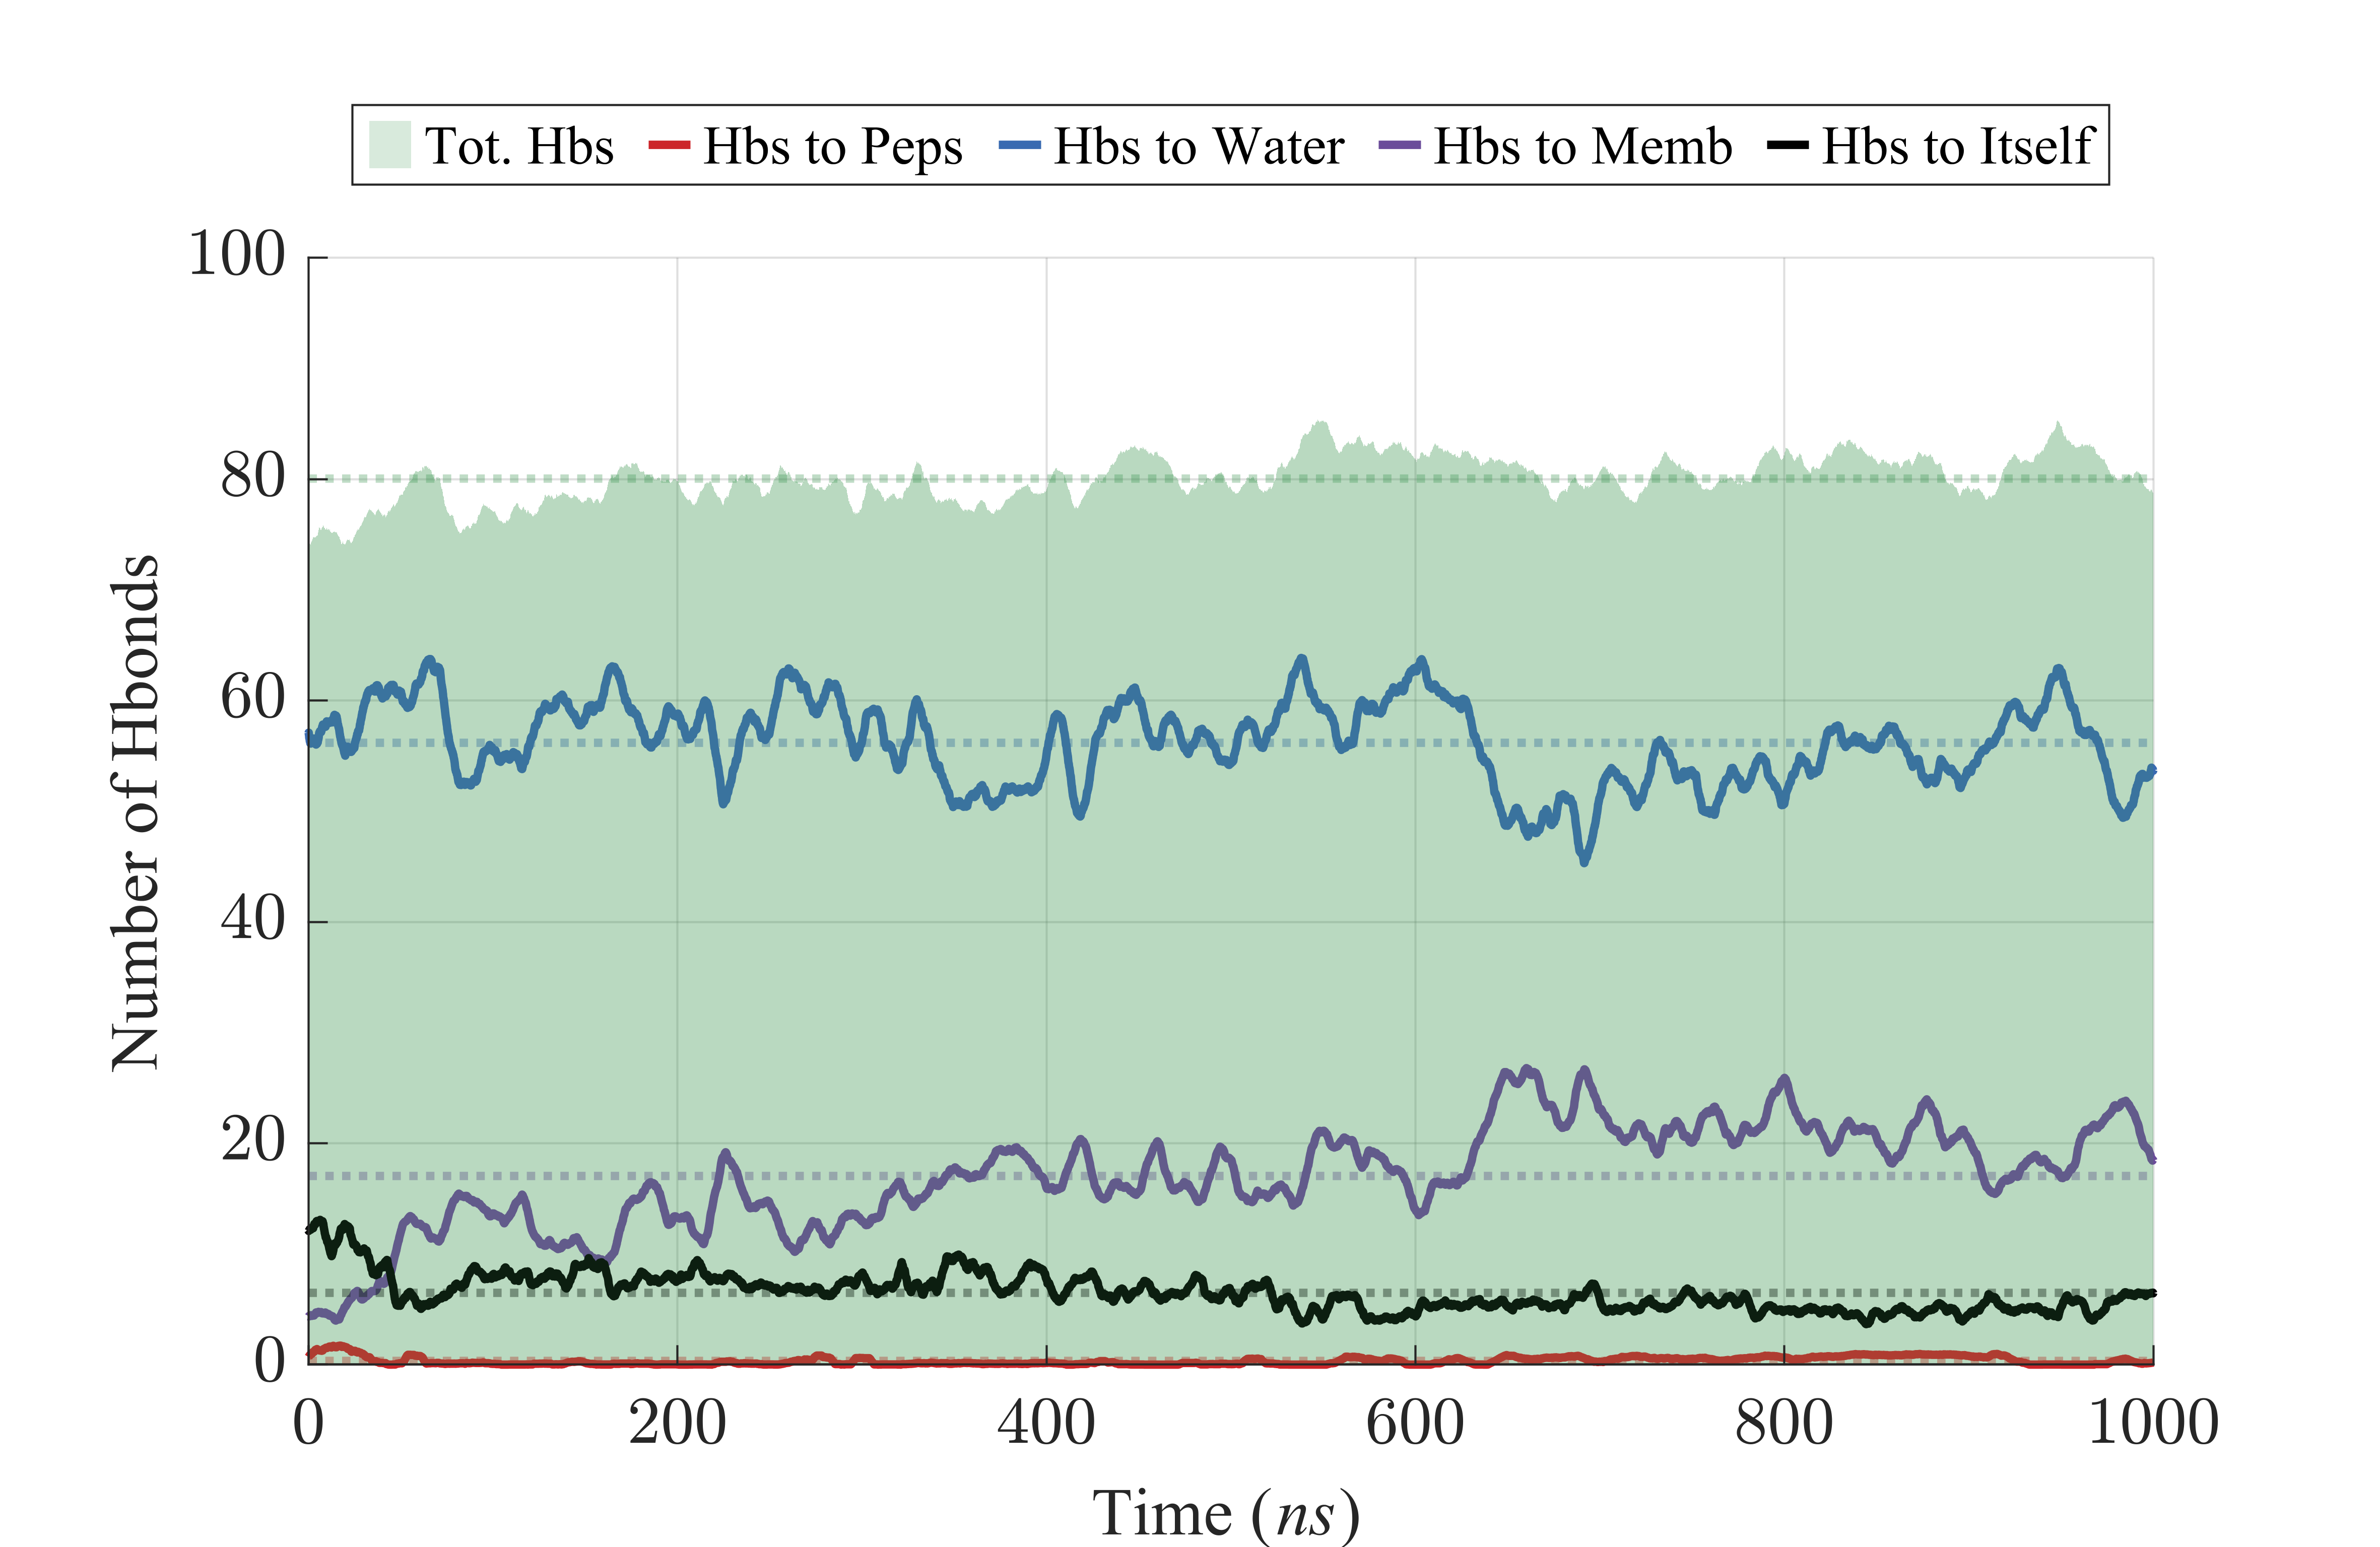 Tot. Hbs Hbs to Peps Hbs to Water Hbs to Memb Hbs to Itself
100
80
60
40
20
0
Number of Hbonds
0 200 400 600 800 1000
Time (ns)